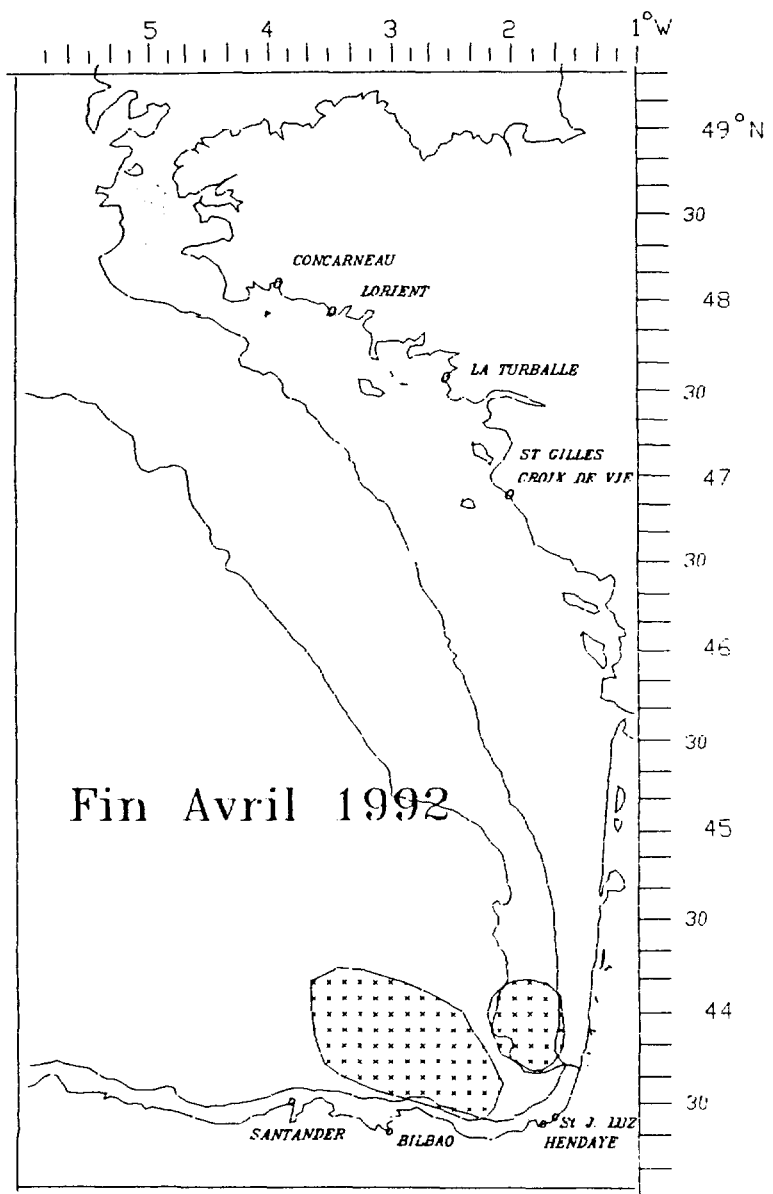 5 4 3 2 1°W
49°N
30
CONCARNEAU
LORIENT
48
LA TURBALLE
30
ST GILLES
CROIX DE VIE
47
30
46
30
Fin Avril 1992
45
30
44
30
SANTANDER
BILBAO
St J. LUZ
HENDAYE